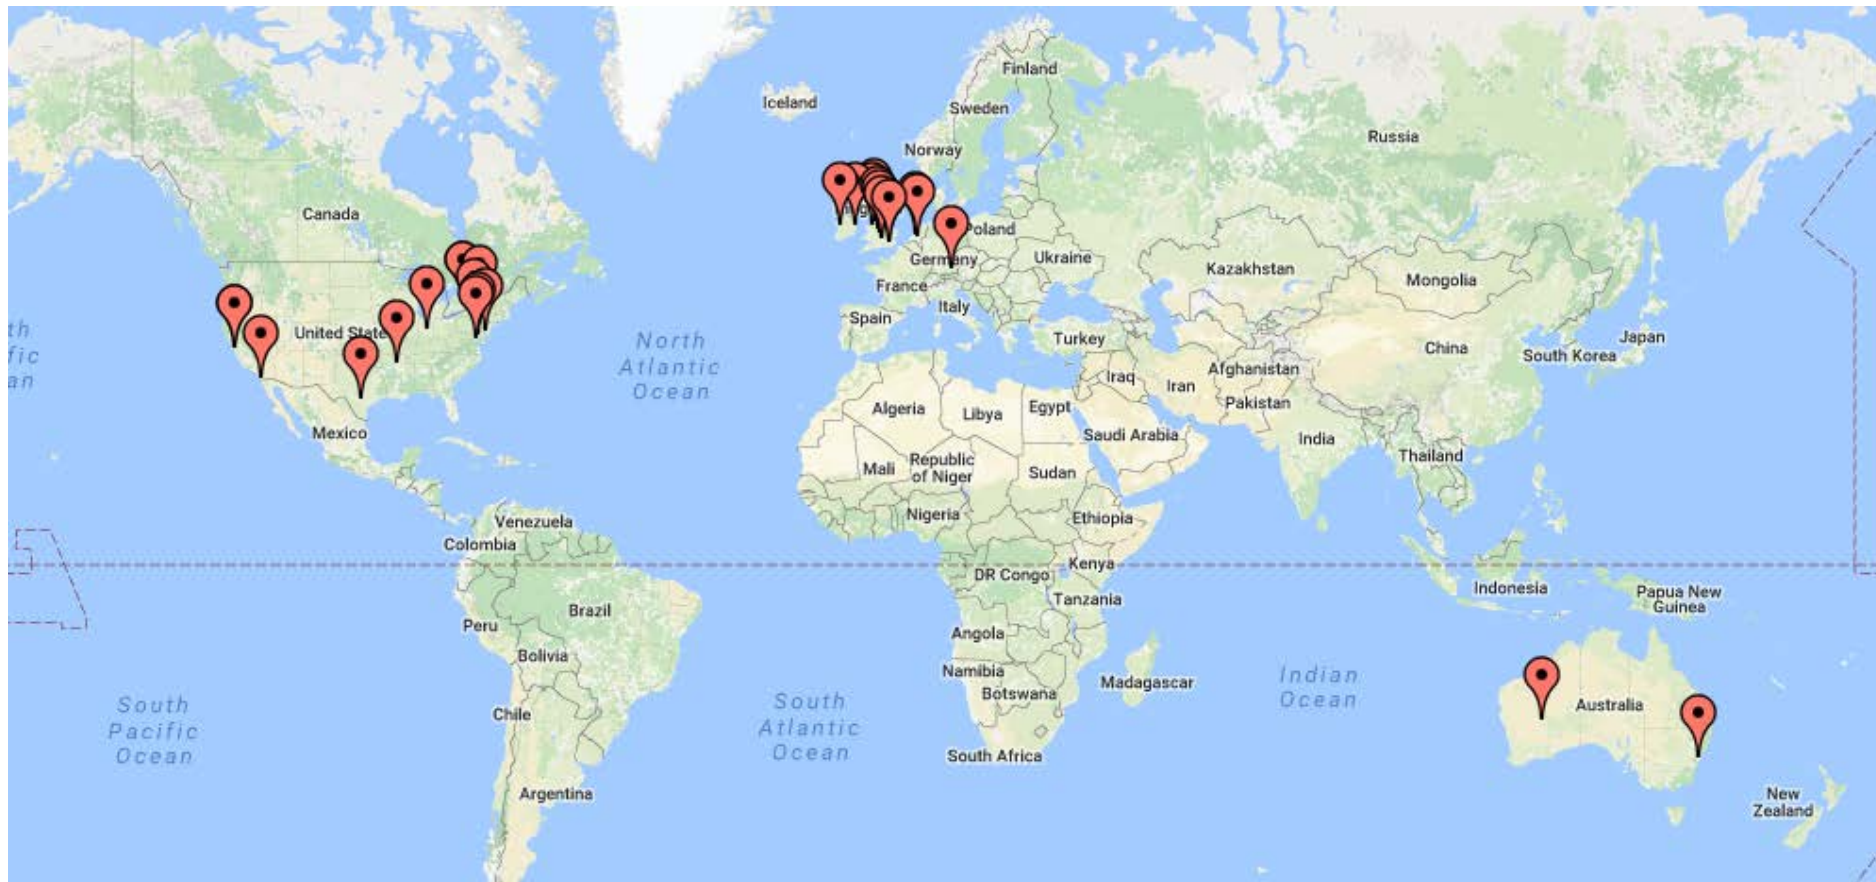 Finland
Iceland
Sweden
Russia
Norway
Canada
Poland
Ukraine
Germany
Kazakhstan
Mongolia
France
Italy
Spain
United State
North
Atlantic
Ocean
Turkey
Japan
China
South Korea
Afghanistan
Iraq
Iran
Pakistan
Algeria
Libya
Egypt
Saudi Arabia
India
Thailand
Mexico
Mali
Republic
of Niger
Sudan
Nigeria
Ethiopia
Venezuela
Colombia
Kenya
DR Congo
Tanzania
Indonesia
Papua New
Guinea
Brazil
Peru
Angola
Bolivia
Namibia
Botswana
Madagascar
Indian
Ocean
Australia
South
Pacific
Ocean
Chile
South
Atlantic
Ocean
South Africa
Argentina
New
Zealand
th
fic
an